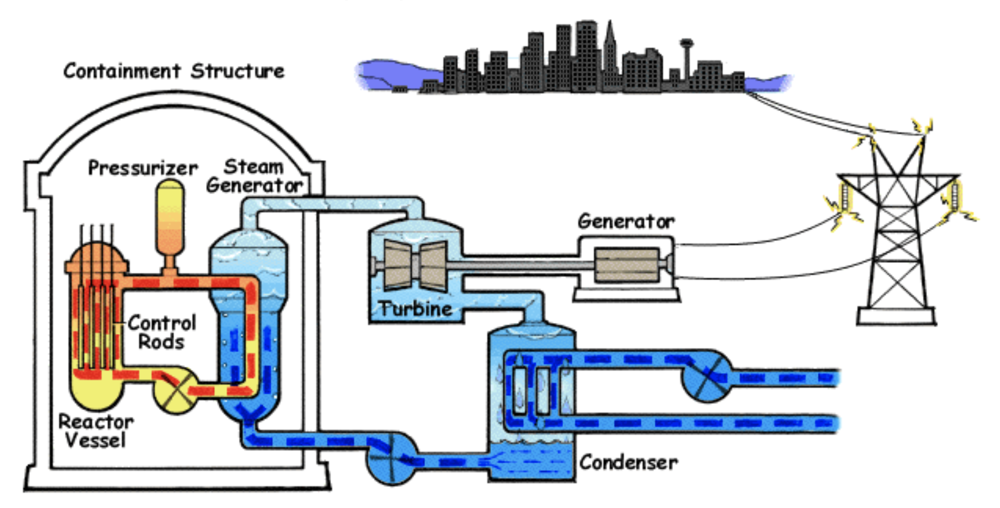 Containment Structure
Pressurizer
Steam
Generator
Control
Rods
Reactor
Vessel
Turbine
Generator
Condenser